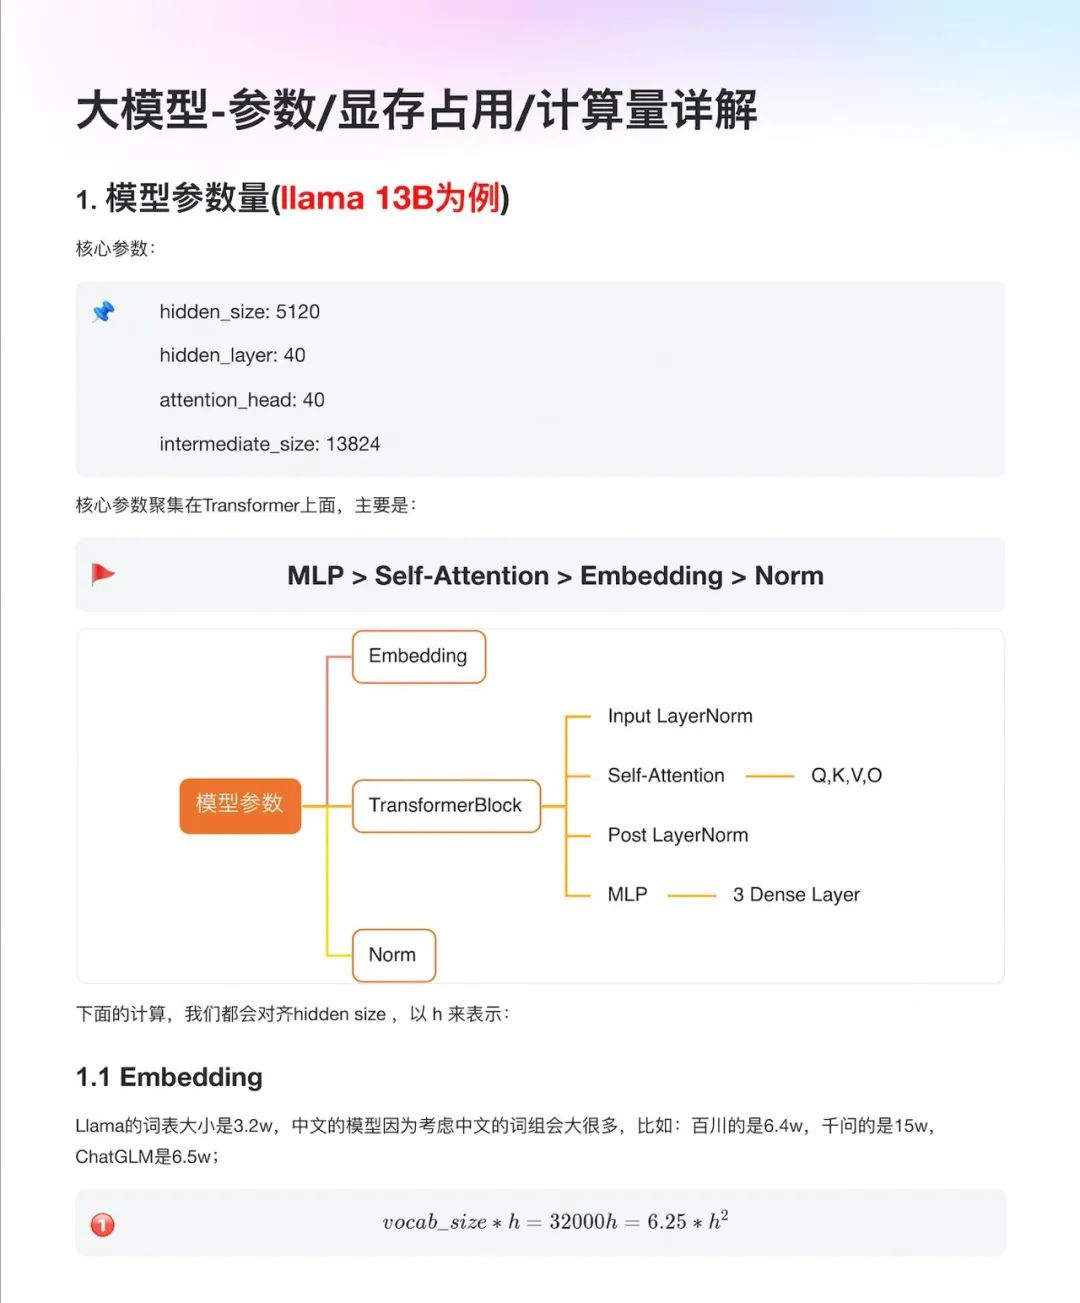 大模型-参数/显存占用/计算量详解
1. 模型参数量(llama 13B为例)
核心参数：
hidden_size: 5120
hidden_layer: 40
attention_head: 40
intermediate_size: 13824
核心参数聚集在Transformer上面，主要是：
MLP > Self-Attention > Embedding > Norm
Embedding
Input LayerNorm
Self-Attention
Q,K,V,O
模型参数
TransformerBlock
Post LayerNorm
MLP
3 Dense Layer
Norm
下面的计算，我们都会对齐hidden size ，以 h 来表示：
1.1 Embedding
Llama的词表大小是3.2w，中文的模型因为考虑中文的词组会大很多，比如：百川的是6.4w，千问的是15w，
ChatGLM是6.5w；
1
vocab_size * h = 32000h = 6.25 * h²